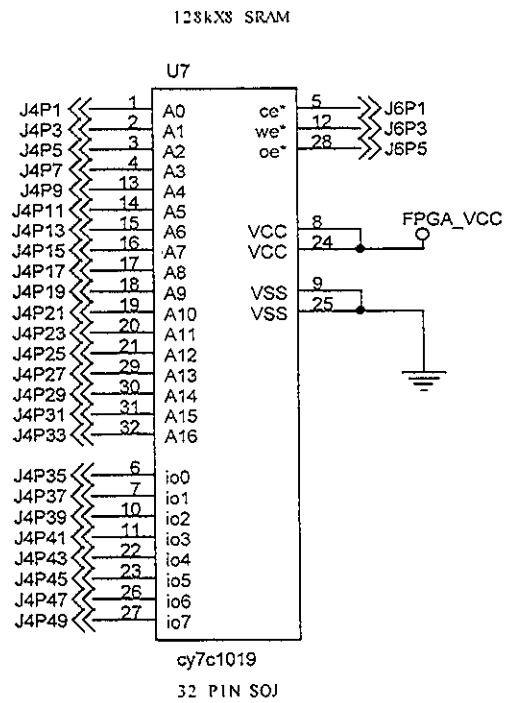 128kX8 SRAM
U7
J4P1 1 A0 ce* 5 J6P1
J4P3 2 A1 we* 12 J6P3
J4P5 3 A2 oe* 28 J6P5
J4P7 4 A3
J4P9 13 A4
J4P11 14 A5
J4P13 15 A6 VCC 8 FPGA_VCC
J4P15 16 A7 VCC 24
J4P17 17 A8
J4P19 18 A9 VSS 9
J4P21 19 A10 VSS 25
J4P23 20 A11
J4P25 21 A12
J4P27 29 A13
J4P29 30 A14
J4P31 31 A15
J4P33 32 A16
J4P35 6 io0
J4P37 7 io1
J4P39 10 io2
J4P41 11 io3
J4P43 22 io4
J4P45 23 io5
J4P47 26 io6
J4P49 27 io7
cy7c1019
32 PIN SOJ